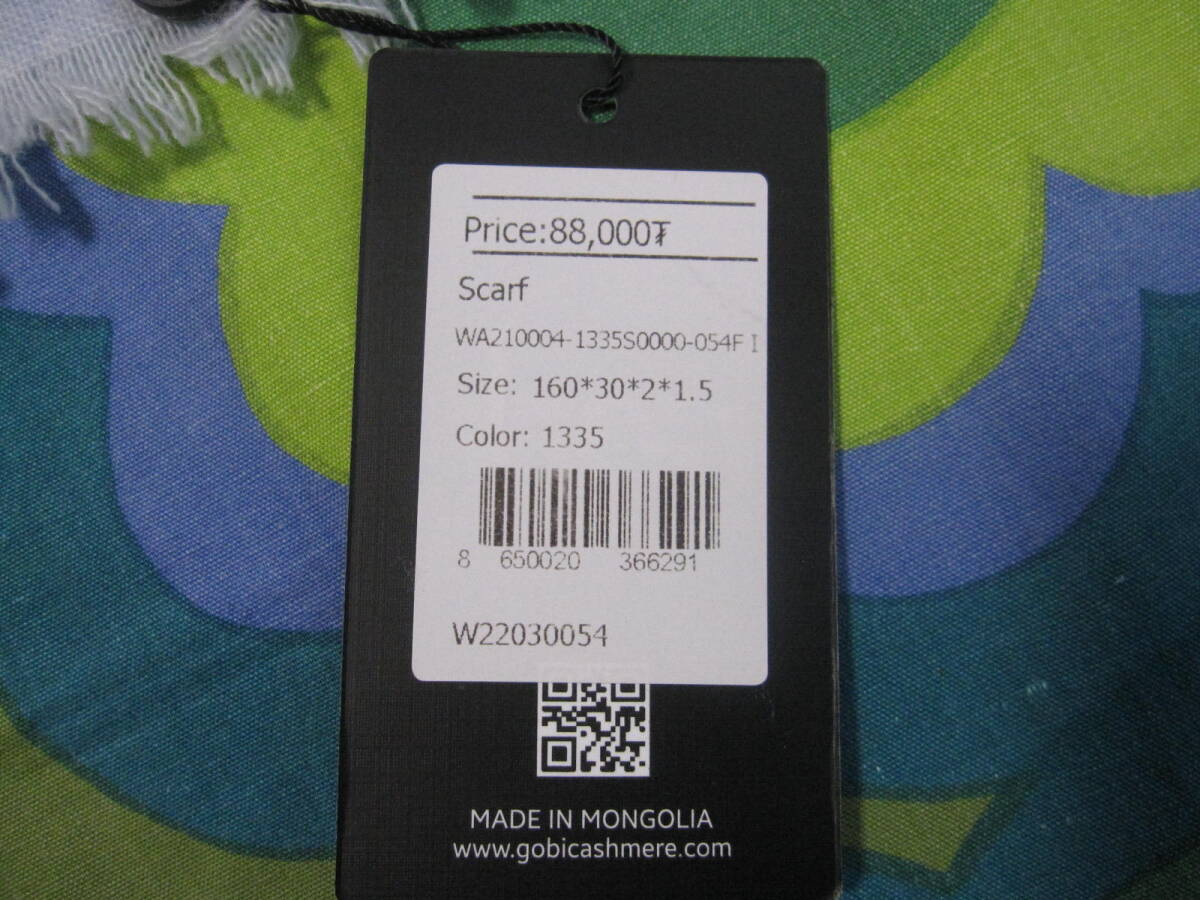 Price:88,000₮
Scarf
WA210004-1335S0000-054F I
Size: 160*30*2*1.5
Color: 1335
8 650020 366291
W22030054
MADE IN MONGOLIA
www.gobicashmere.com